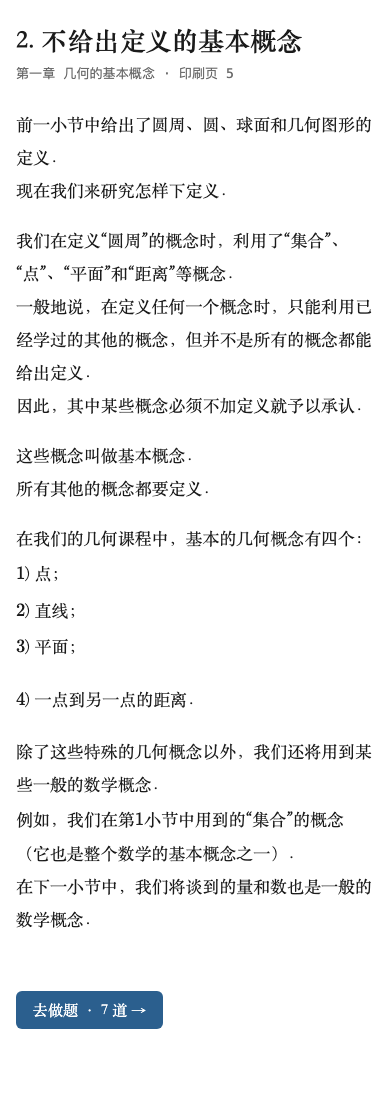 2. 不给出定义的基本概念
第一章 几何的基本概念 · 印刷页 5
前一小节中给出了圆周、圆、球面和几何图形的
定义.
现在我们来研究怎样下定义.
我们在定义“圆周”的概念时，利用了“集合”、
“点”、“平面”和“距离”等概念.
一般地说，在定义任何一个概念时，只能利用已
经学过的其他的概念，但并不是所有的概念都能
给出定义.
因此，其中某些概念必须不加定义就予以承认.
这些概念叫做基本概念.
所有其他的概念都要定义.
在我们的几何课程中，基本的几何概念有四个：
1) 点；
2) 直线；
3) 平面；
4) 一点到另一点的距离.
除了这些特殊的几何概念以外，我们还将用到某
些一般的数学概念.
例如，我们在第1小节中用到的“集合”的概念
（它也是整个数学的基本概念之一）.
在下一小节中，我们将谈到的量和数也是一般的
数学概念.
去做题 · 7 道 →